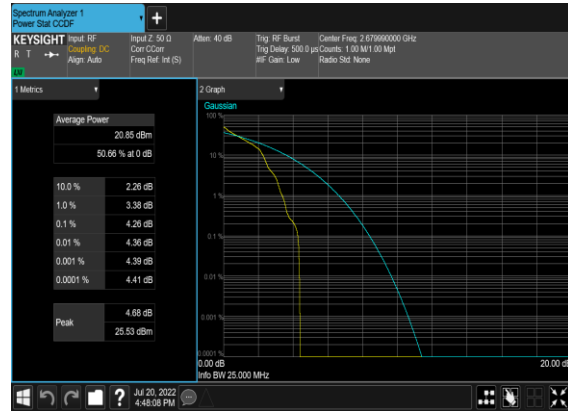 Spectrum Analyzer 1
Power Stat CCDF
+
KEYSIGHT
R T
LXI
Input: RF
Coupling: DC
Align: Auto
Input Z: 50 Ω
Corr CCorr
Freq Ref: Int (S)
Atten: 40 dB
Trig: RF Burst
Trig Delay: 500.0 µs
#IF Gain: Low
Center Freq: 2.679990000 GHz
Counts: 1.00 M/1.00 Mpt
Radio Std: None
1 Metrics
Average Power
20.85 dBm
50.66 % at 0 dB
10.0 % 2.26 dB
1.0 % 3.38 dB
0.1 % 4.26 dB
0.01 % 4.36 dB
0.001 % 4.39 dB
0.0001 % 4.41 dB
Peak
4.68 dB
25.53 dBm
2 Graph
Gaussian
100 %
10 %
1 %
0.1 %
0.01 %
0.001 %
0.0001 %
0.00 dB 20.00 dB
Info BW 25.000 MHz
? Jul 20, 2022
4:48:08 PM